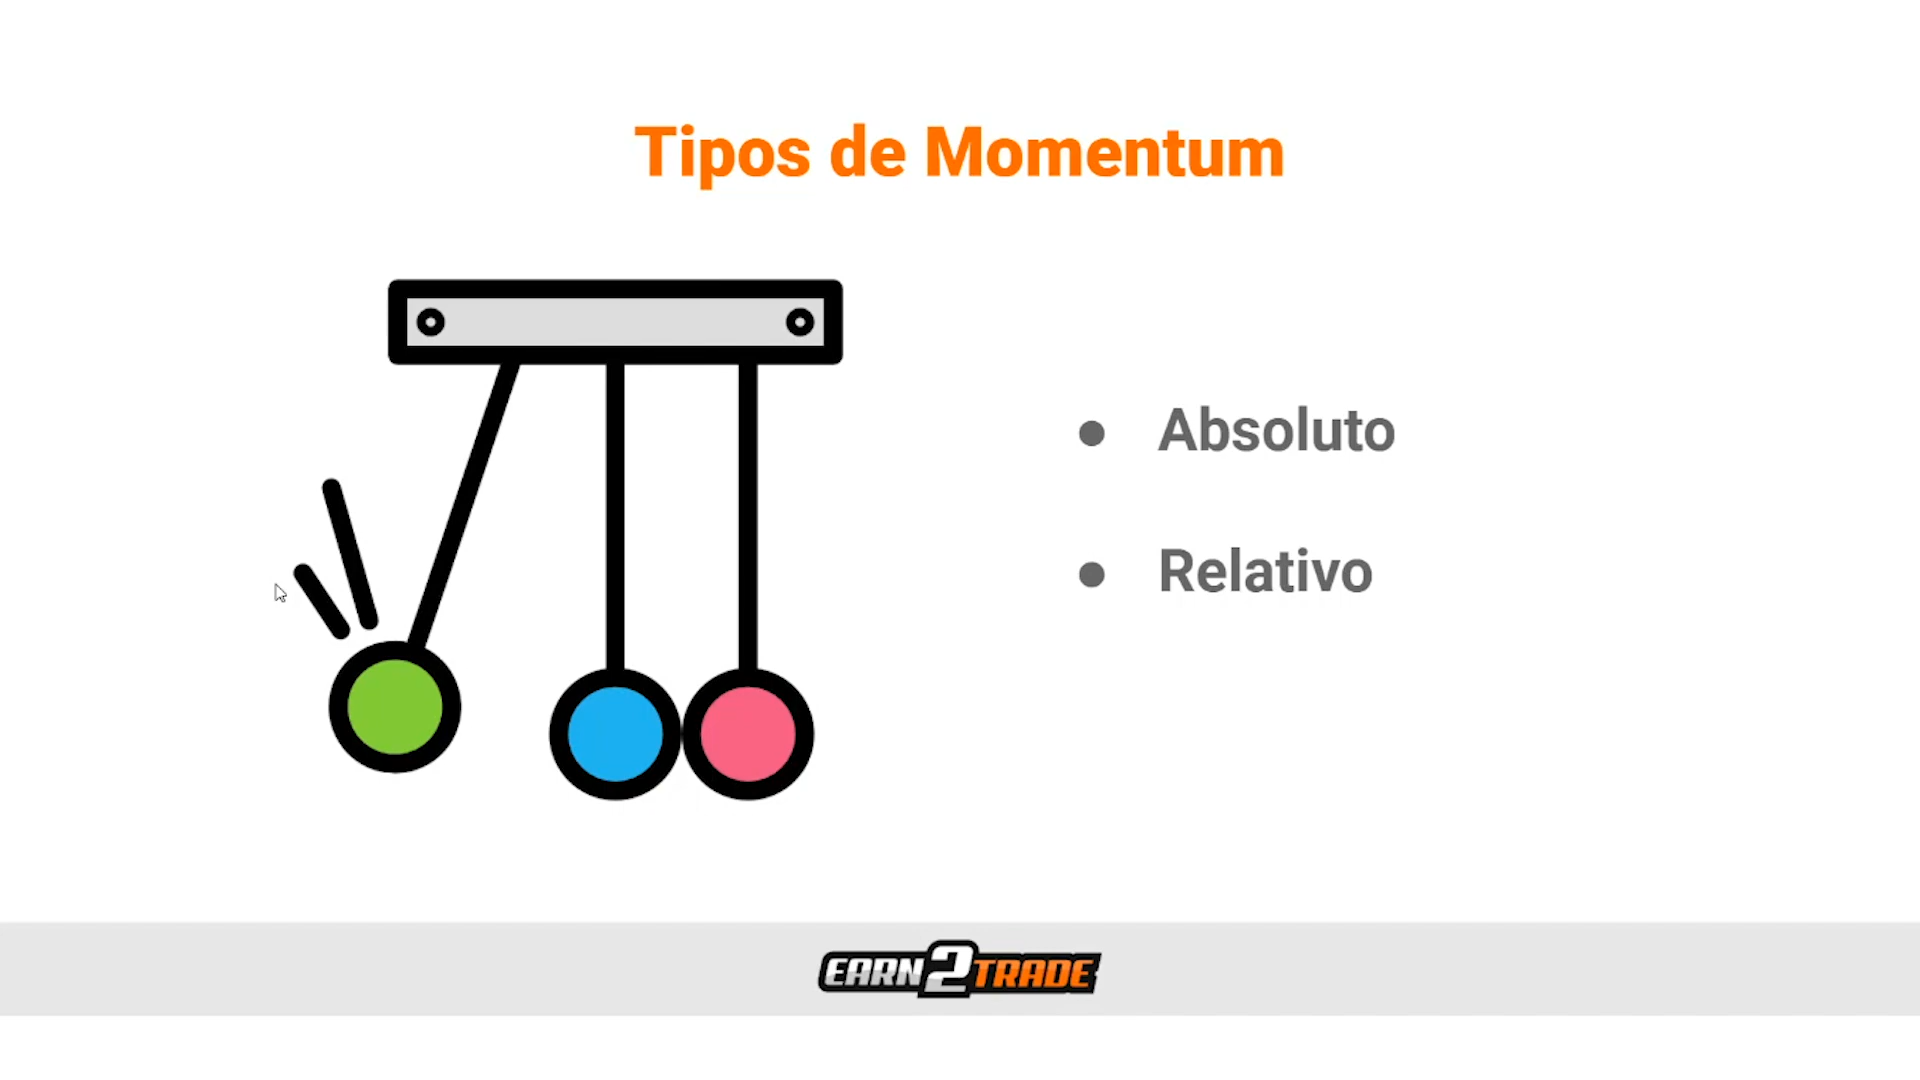 Tipos de Momentum
● Absoluto
● Relativo
EARN2TRADE